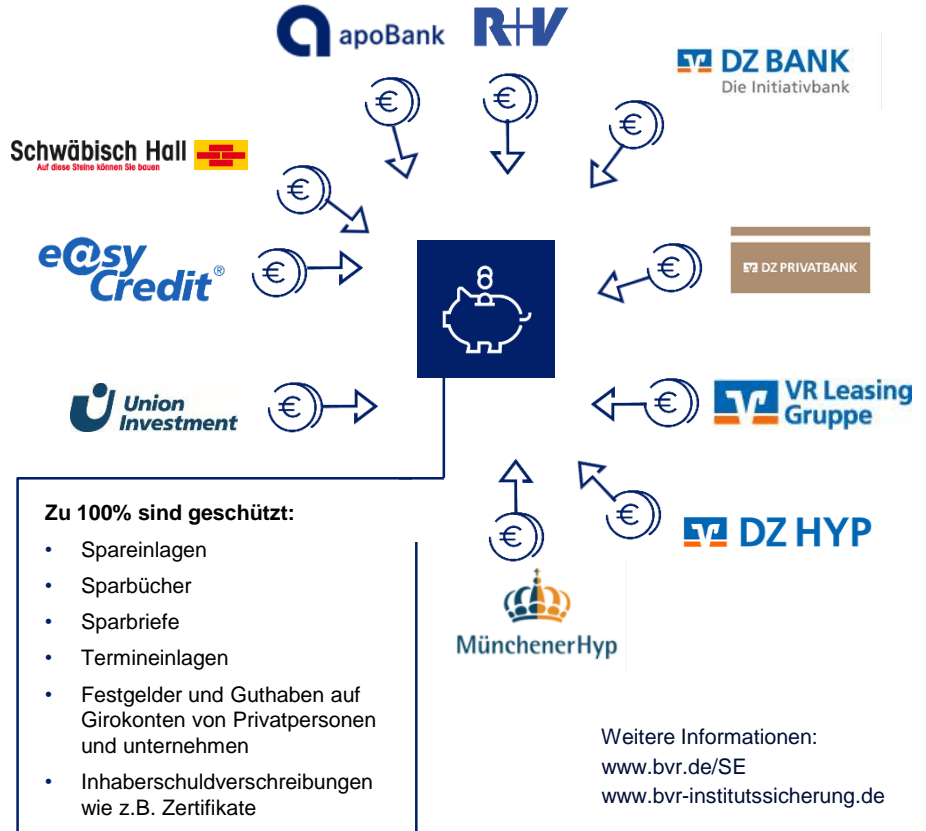 apoBank
R+V
DZ BANK
Die Initiativbank
Schwäbisch Hall
Auf diese Steine können Sie bauen
e@sy
Credit®
DZ PRIVATBANK
Union
Investment
VR Leasing
Gruppe
DZ HYP
MünchenerHyp
Zu 100% sind geschützt:
• Spareinlagen
• Sparbücher
• Sparbriefe
• Termineinlagen
• Festgelder und Guthaben auf
Girokonten von Privatpersonen
und unternehmen
• Inhaberschuldverschreibungen
wie z.B. Zertifikate
Weitere Informationen:
www.bvr.de/SE
www.bvr-institutssicherung.de